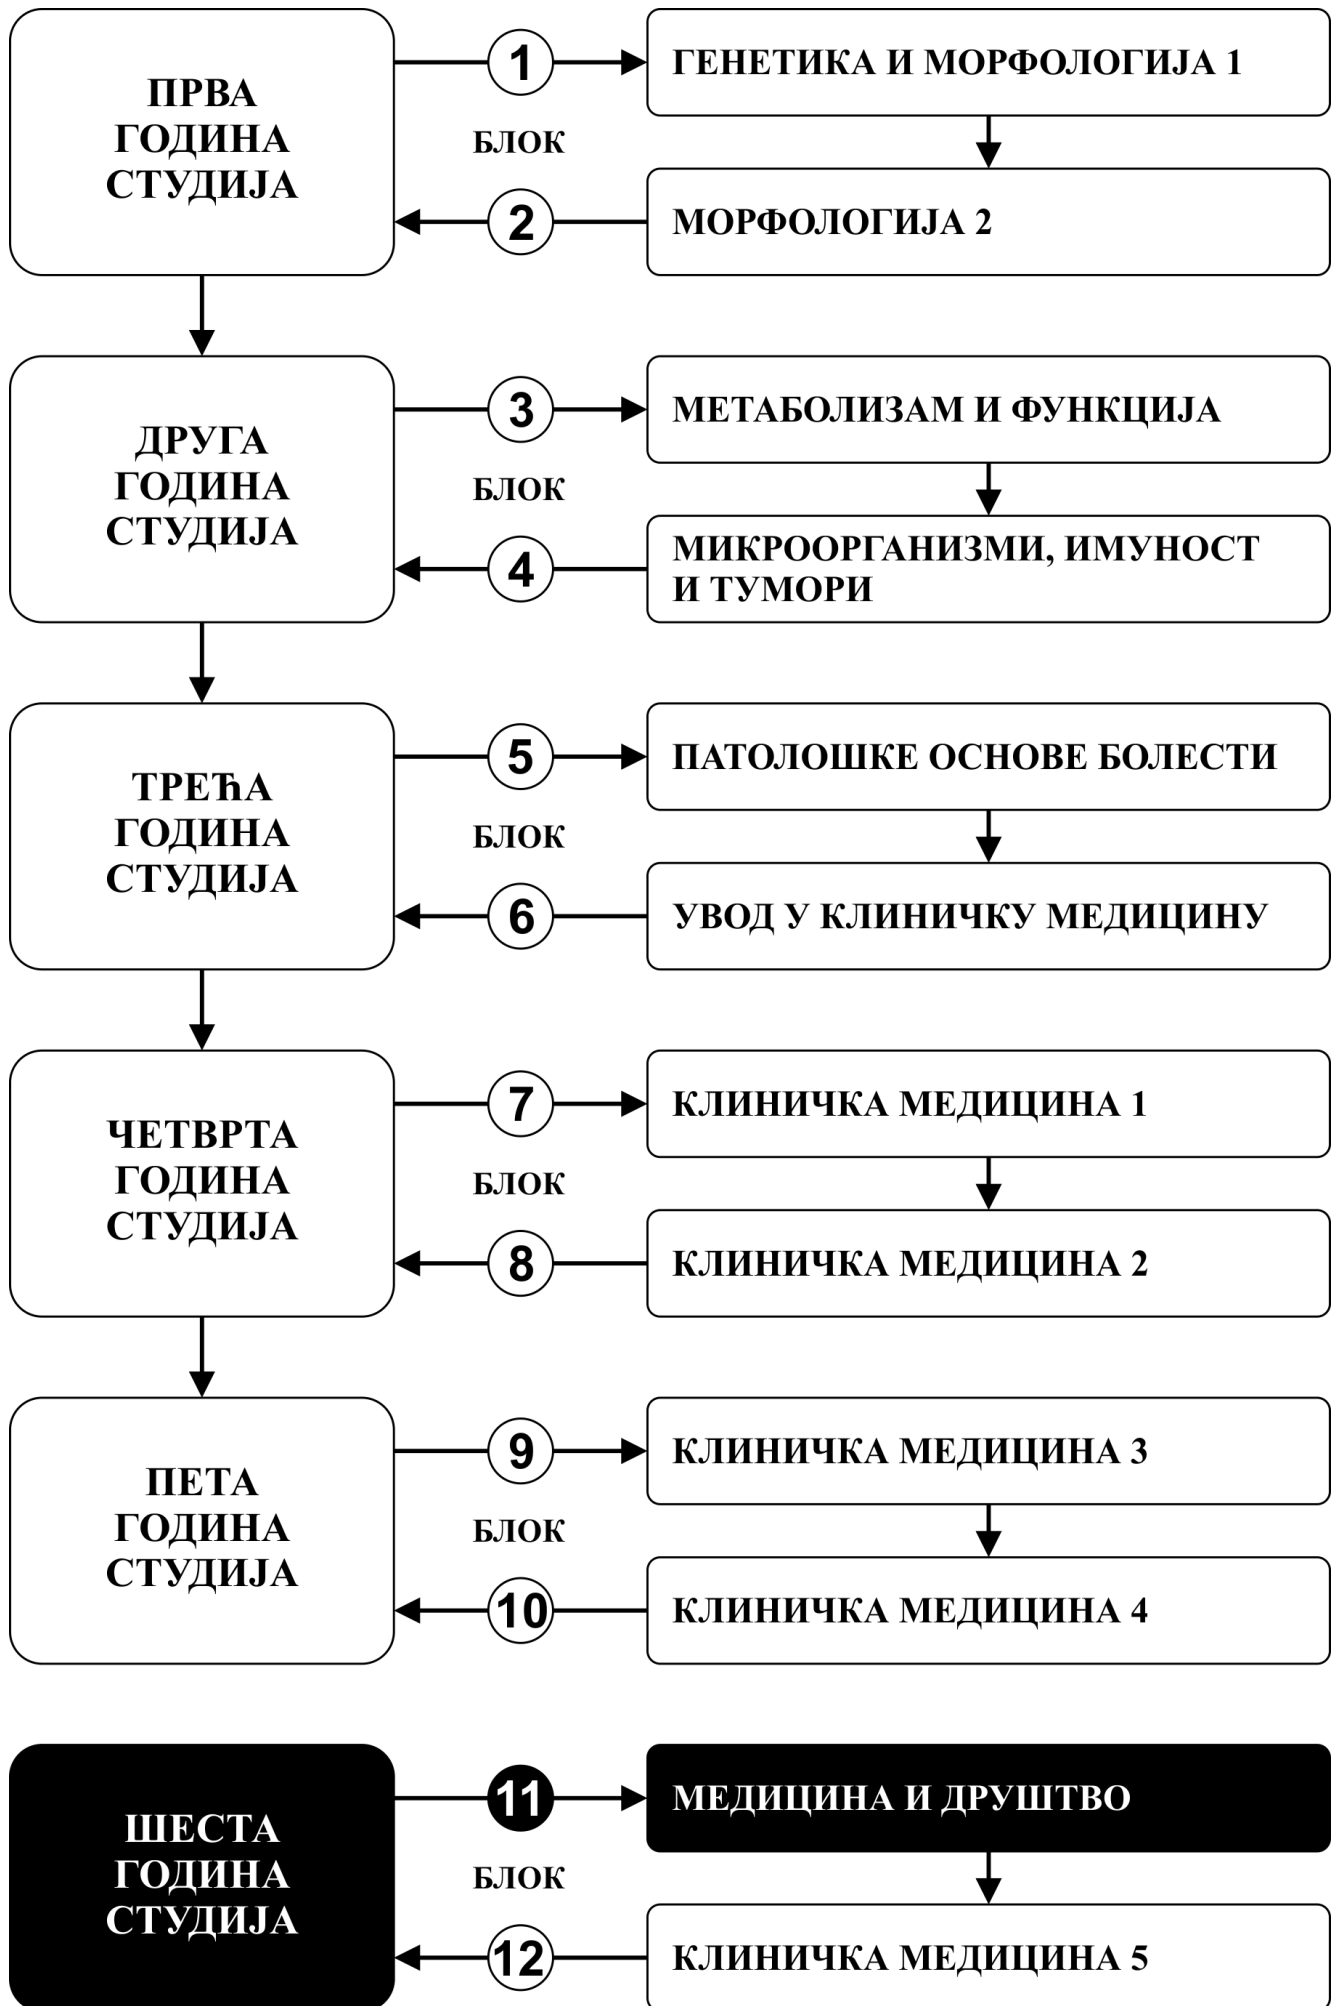 ПРВА
ГОДИНА
СТУДИЈА
1
ГЕНЕТИКА И МОРФОЛОГИЈА 1
БЛОК
2
МОРФОЛОГИЈА 2
ДРУГА
ГОДИНА
СТУДИЈА
3
МЕТАБОЛИЗАМ И ФУНКЦИЈА
БЛОК
4
МИКРООРГАНИЗМИ, ИМУНОСТ
И ТУМОРИ
ТРЕЋА
ГОДИНА
СТУДИЈА
5
ПАТОЛОШКЕ ОСНОВЕ БОЛЕСТИ
БЛОК
6
УВОД У КЛИНИЧКУ МЕДИЦИНУ
ЧЕТВРТА
ГОДИНА
СТУДИЈА
7
КЛИНИЧКА МЕДИЦИНА 1
БЛОК
8
КЛИНИЧКА МЕДИЦИНА 2
ПЕТА
ГОДИНА
СТУДИЈА
9
КЛИНИЧКА МЕДИЦИНА 3
БЛОК
10
КЛИНИЧКА МЕДИЦИНА 4
ШЕСТА
ГОДИНА
СТУДИЈА
11
МЕДИЦИНА И ДРУШТВО
БЛОК
12
КЛИНИЧКА МЕДИЦИНА 5